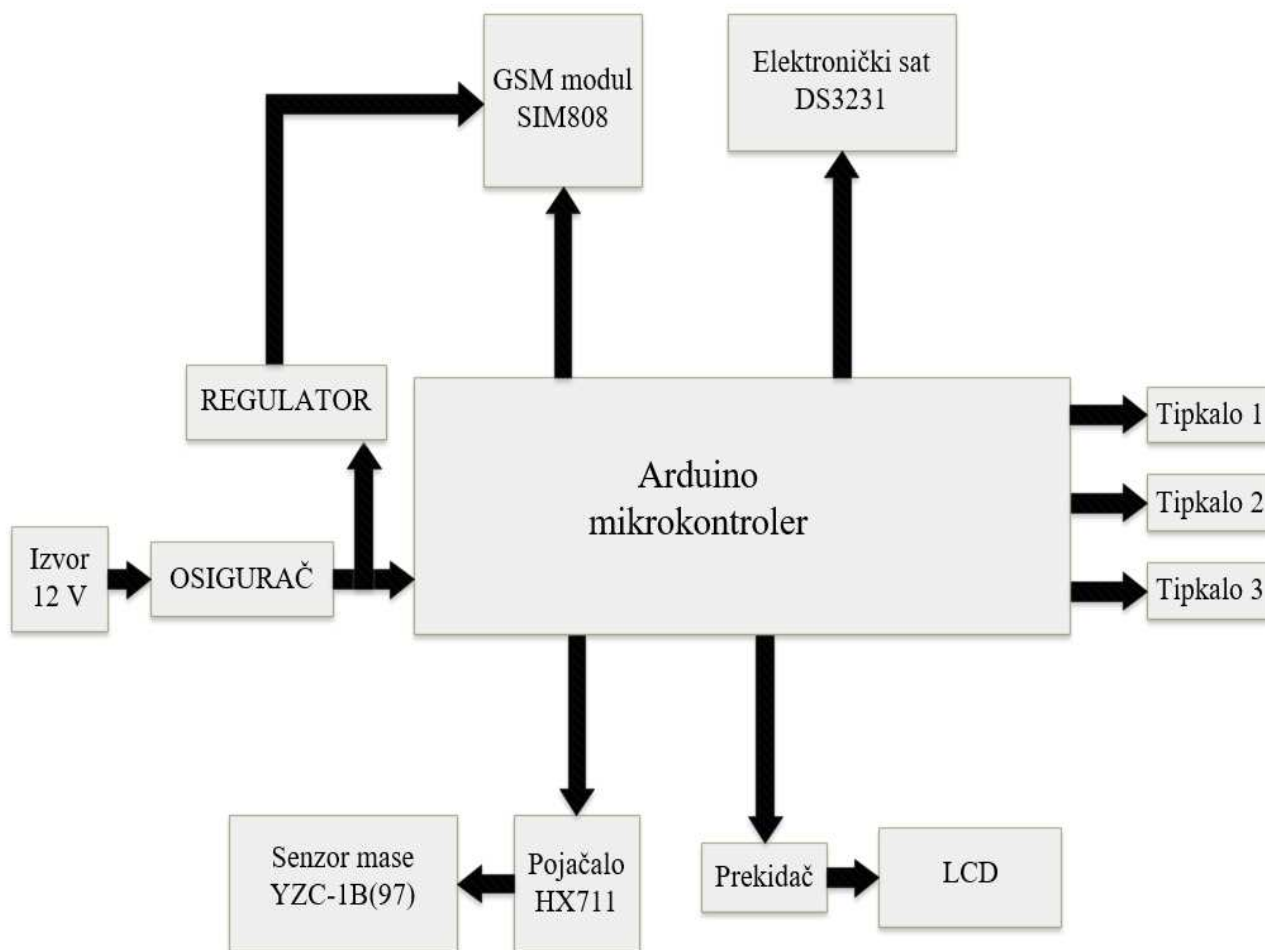 GSM modul
SIM808
Elektronički sat
DS3231
REGULATOR
Arduino
mikrokontroler
Tipkalo 1
Tipkalo 2
Tipkalo 3
Izvor
12 V
OSIGURAČ
Senzor mase
YZC-1B(97)
Pojačalo
HX711
Prekidač
LCD